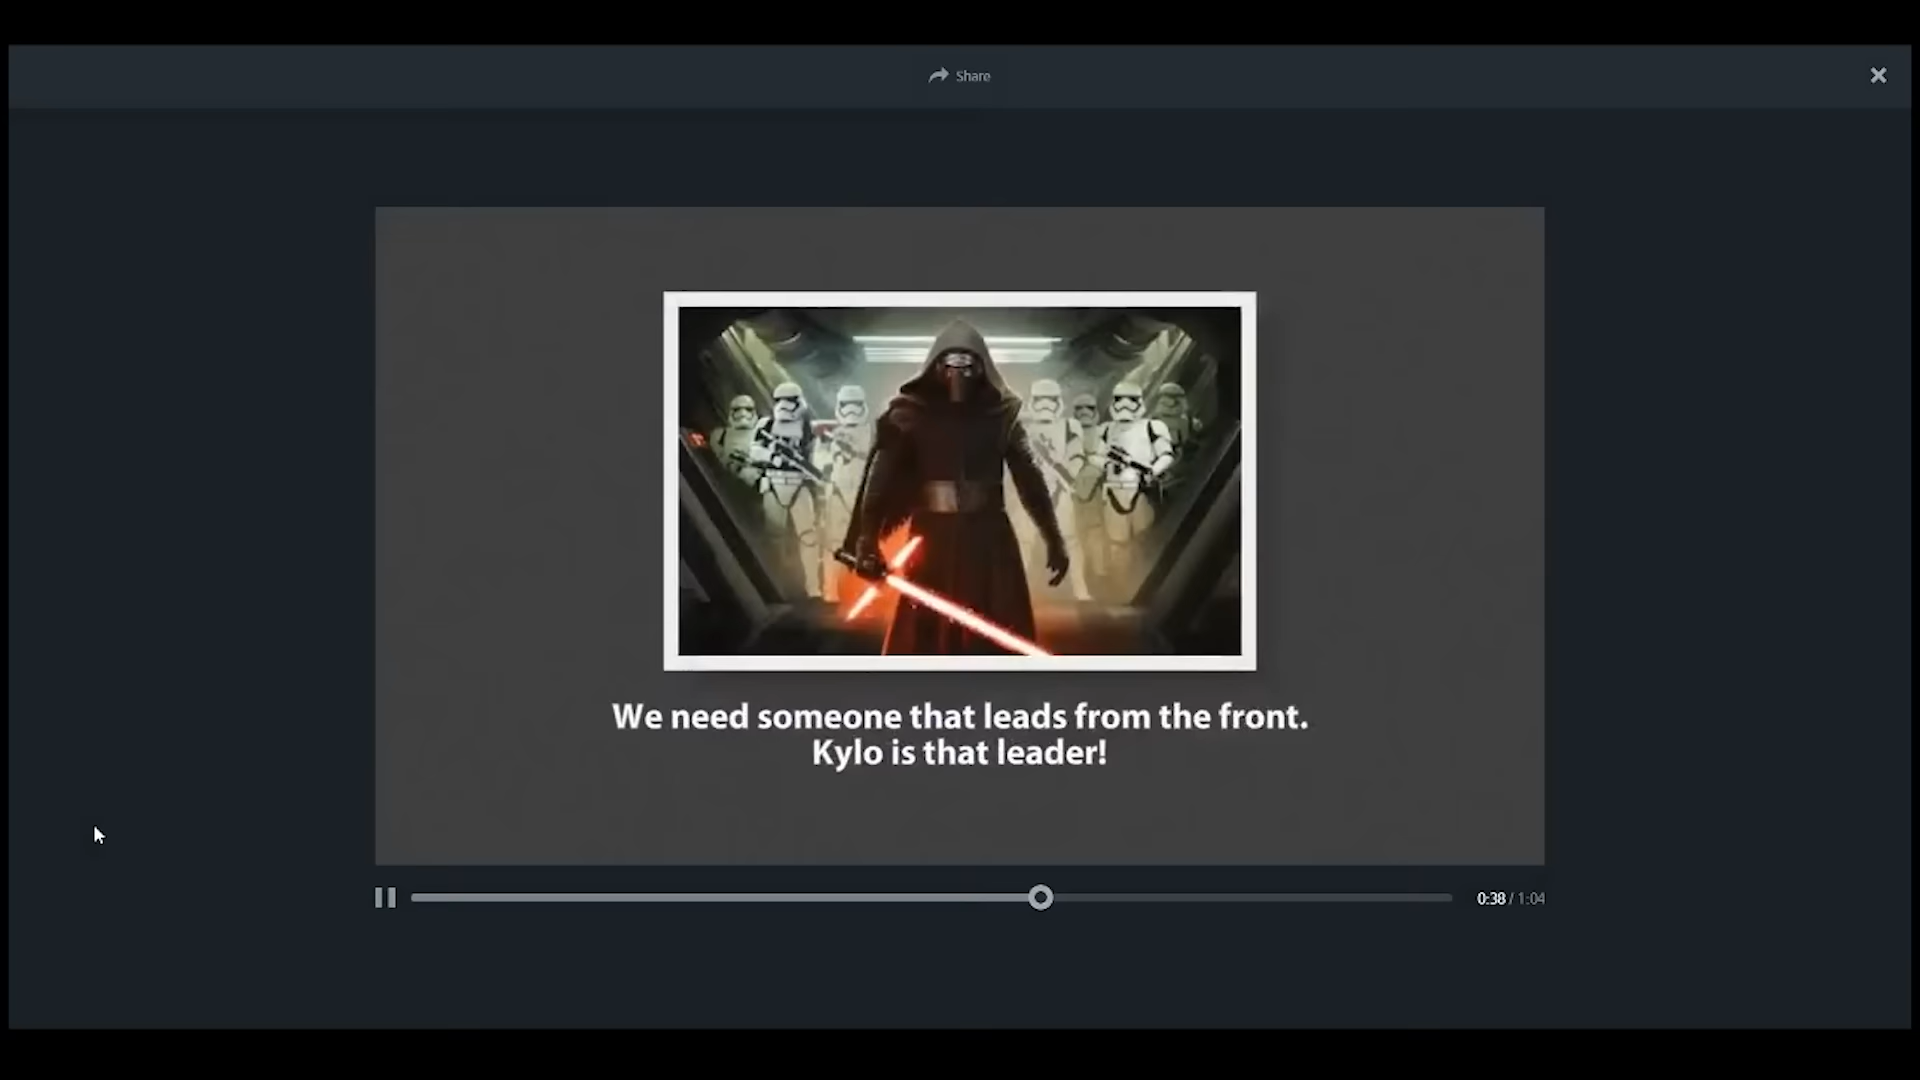 Share
We need someone that leads from the front.
Kylo is that leader!
0:38 / 1:04